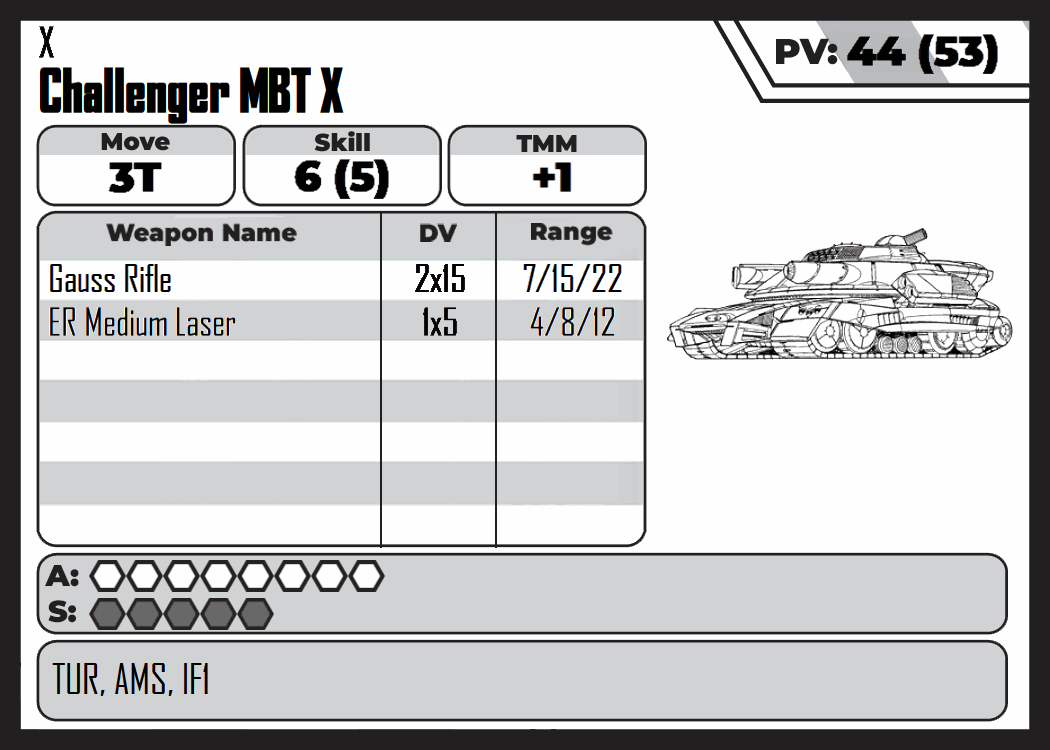 X
PV: 44 (53)
Challenger MBT X
Move Skill TMM
3T 6 (5) +1
Weapon Name DV Range
Gauss Rifle 2x15 7/15/22
ER Medium Laser 1x5 4/8/12
A:
S:
TUR, AMS, IF1